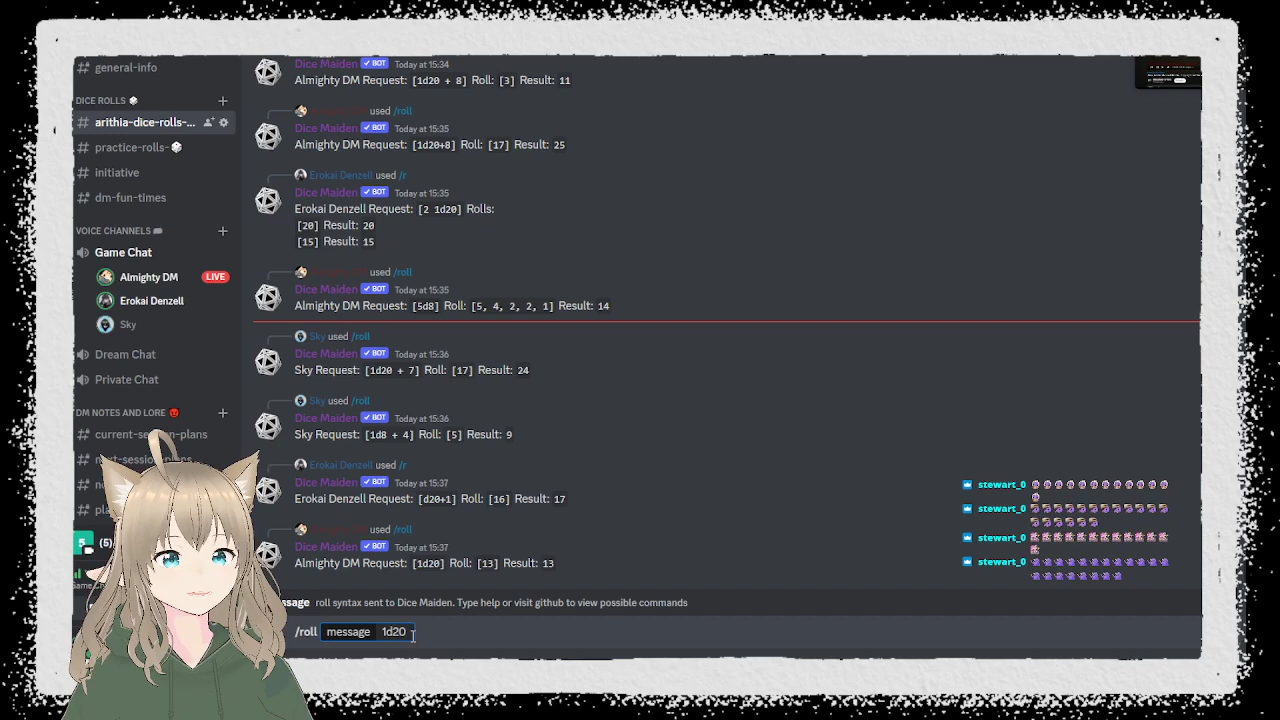 general-info
DICE ROLLS
arithia-dice-rolls-...
practice-rolls-
initiative
dm-fun-times
VOICE CHANNELS
Game Chat
Almighty DM LIVE
Erokai Denzell
Sky
Dream Chat
Private Chat
DM NOTES AND LORE
current-session-plans
next-session-plans
(5)
Dice Maiden ✓ BOT Today at 15:34
Almighty DM Request: [1d20 + 8] Roll: [3] Result: 11
used /roll
Dice Maiden ✓ BOT Today at 15:35
Almighty DM Request: [1d20+8] Roll: [17] Result: 25
Erokai Denzell used /r
Dice Maiden ✓ BOT Today at 15:35
Erokai Denzell Request: [2 1d20] Rolls:
[20] Result: 20
[15] Result: 15
used /roll
Dice Maiden ✓ BOT Today at 15:35
Almighty DM Request: [5d8] Roll: [5, 4, 2, 2, 1] Result: 14
Sky used /roll
Dice Maiden ✓ BOT Today at 15:36
Sky Request: [1d20 + 7] Roll: [17] Result: 24
Sky used /roll
Dice Maiden ✓ BOT Today at 15:36
Sky Request: [1d8 + 4] Roll: [5] Result: 9
Erokai Denzell used /r
Dice Maiden ✓ BOT Today at 15:37
Erokai Denzell Request: [d20+1] Roll: [16] Result: 17
used /roll
Dice Maiden ✓ BOT Today at 15:37
Almighty DM Request: [1d20] Roll: [13] Result: 13
ssage roll syntax sent to Dice Maiden. Type help or visit github to view possible commands
/roll message 1d20
stewart_0
stewart_0
stewart_0
stewart_0